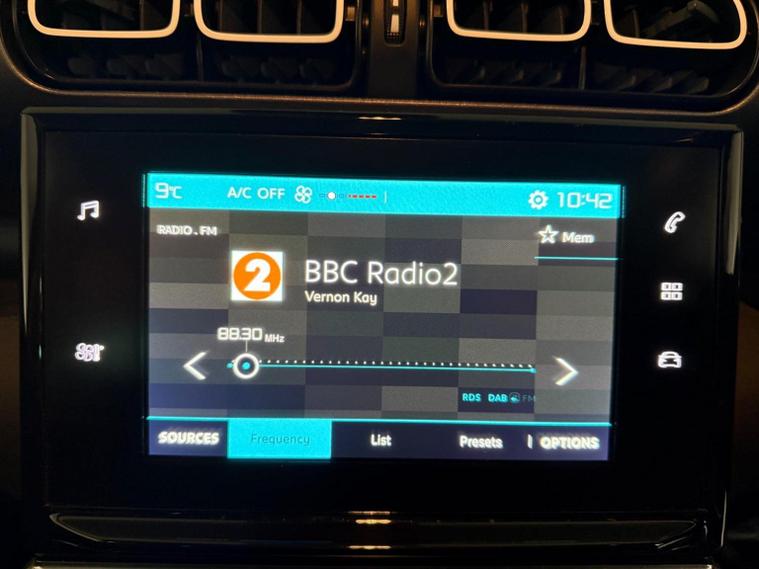 9°C A/C OFF 10:42
RADIO.FM Mem
2 BBC Radio2
Vernon Kay
88.30 MHz
RDS DAB FM
SOURCES Frequency List Presets OPTIONS